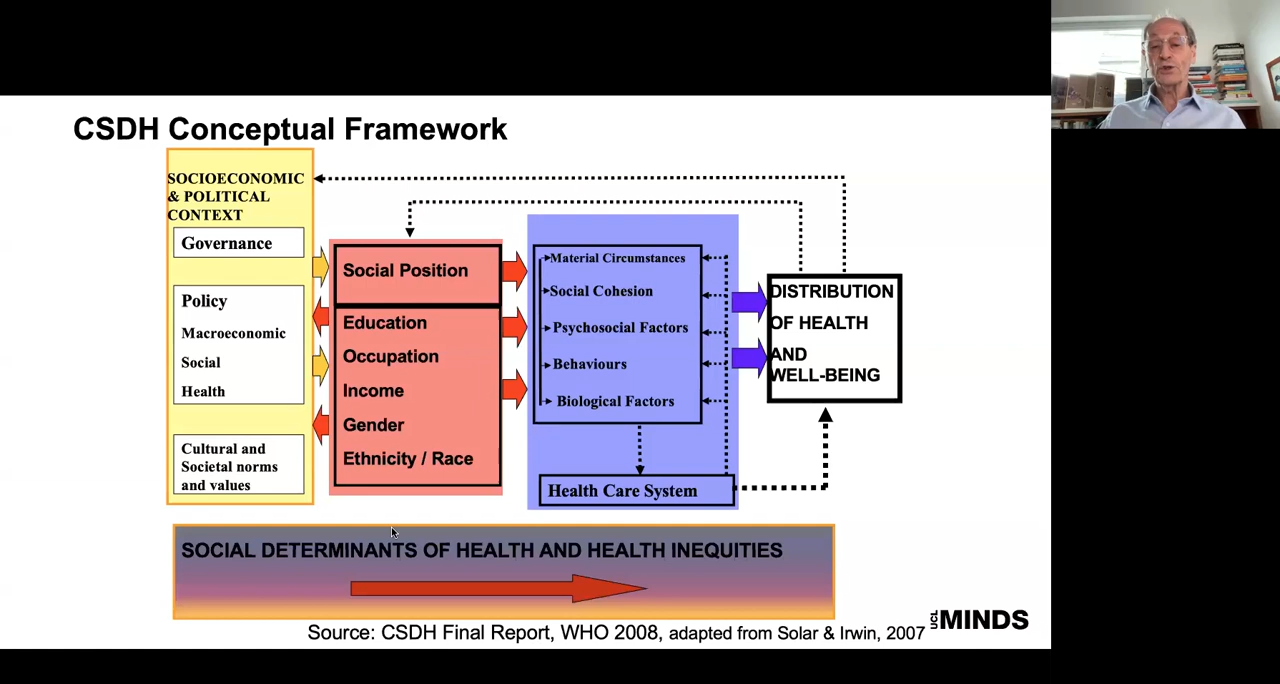 CSDH Conceptual Framework
SOCIOECONOMIC
& POLITICAL
CONTEXT
Governance
Policy
Macroeconomic
Social
Health
Cultural and
Societal norms
and values
Social Position
Education
Occupation
Income
Gender
Ethnicity / Race
Material Circumstances
Social Cohesion
Psychosocial Factors
Behaviours
Biological Factors
Health Care System
DISTRIBUTION
OF HEALTH
AND
WELL-BEING
SOCIAL DETERMINANTS OF HEALTH AND HEALTH INEQUITIES
Source: CSDH Final Report, WHO 2008, adapted from Solar & Irwin, 2007
UCL MINDS